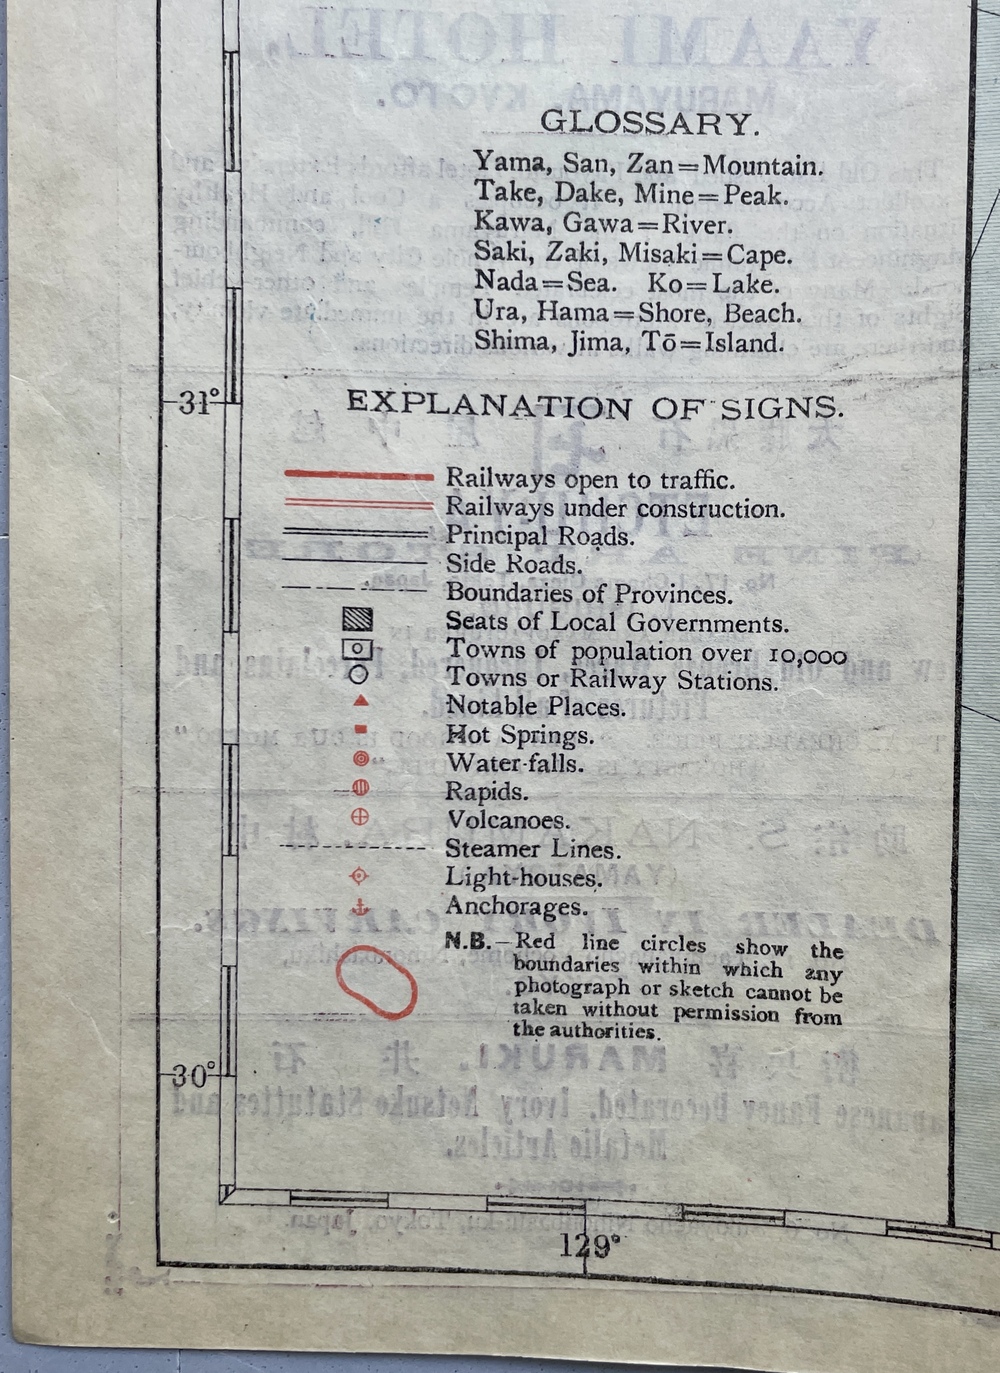 GLOSSARY.
Yama, San, Zan=Mountain.
Take, Dake, Mine=Peak.
Kawa, Gawa=River.
Saki, Zaki, Misaki=Cape.
Nada=Sea. Ko=Lake.
Ura, Hama=Shore, Beach.
Shima, Jima, Tō=Island.
31°
EXPLANATION OF SIGNS.
Railways open to traffic.
Railways under construction.
Principal Roads.
Side Roads.
Boundaries of Provinces.
Seats of Local Governments.
Towns of population over 10,000
Towns or Railway Stations.
Notable Places.
Hot Springs.
Water-falls.
Rapids.
Volcanoes.
Steamer Lines.
Light-houses.
Anchorages.
N.B.—Red line circles show the
boundaries within which any
photograph or sketch cannot be
taken without permission from
the authorities.
30°
129°